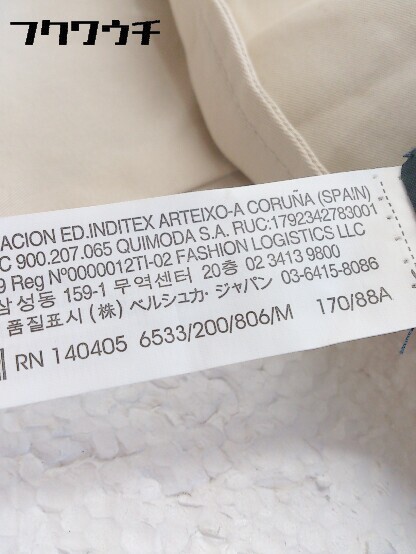 フクワウチ
ACION ED.INDITEX ARTEIXO-A CORUÑA (SPAIN)
C 900.207.065 QUIMODA S.A. RUC:1792342783001
9 Reg Nº0000012TI-02 FASHION LOGISTICS LLC
삼성동 159-1 무역센터 20층 02 3413 9800
품질표시 (株) ベルシュカ・ジャパン 03-6415-8086
RN 140405 6533/200/806/M 170/88A